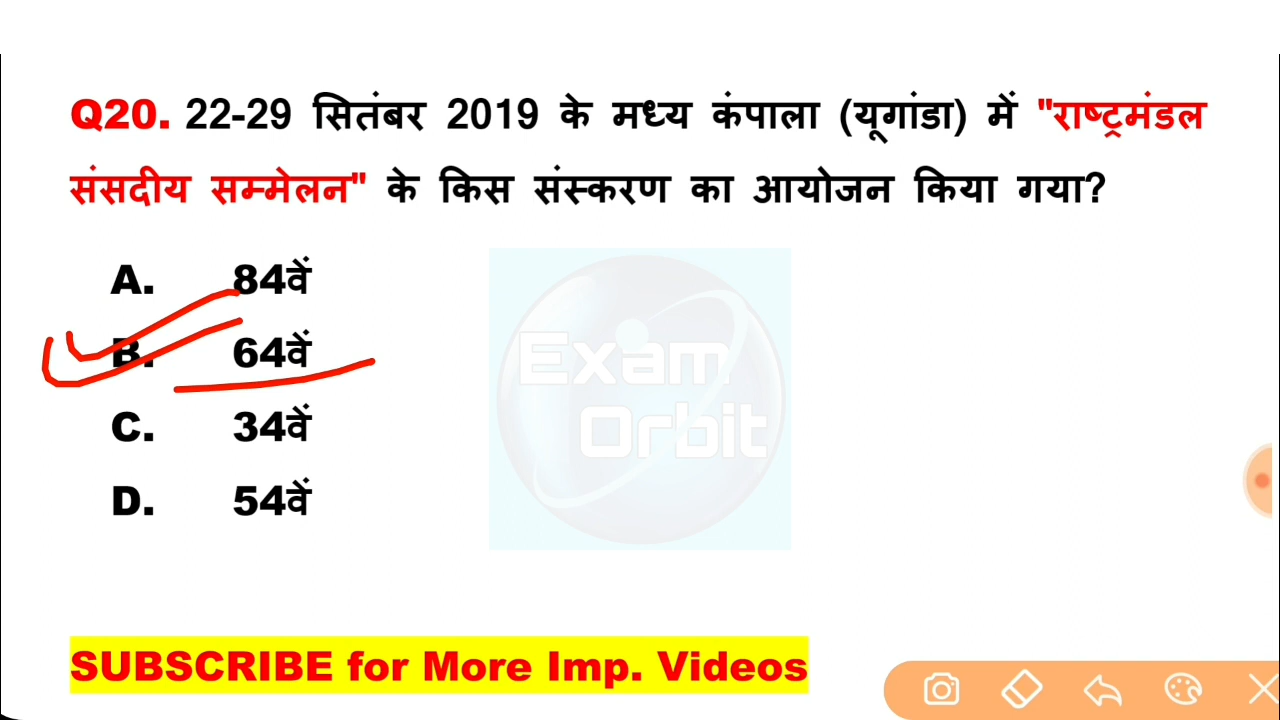 Q20. 22-29 सितंबर 2019 के मध्य कंपाला (यूगांडा) में "राष्ट्रमंडल
संसदीय सम्मेलन" के किस संस्करण का आयोजन किया गया?
A. 84वें
B. 64वें
C. 34वें
D. 54वें
Exam
Orbit
SUBSCRIBE for More Imp. Videos